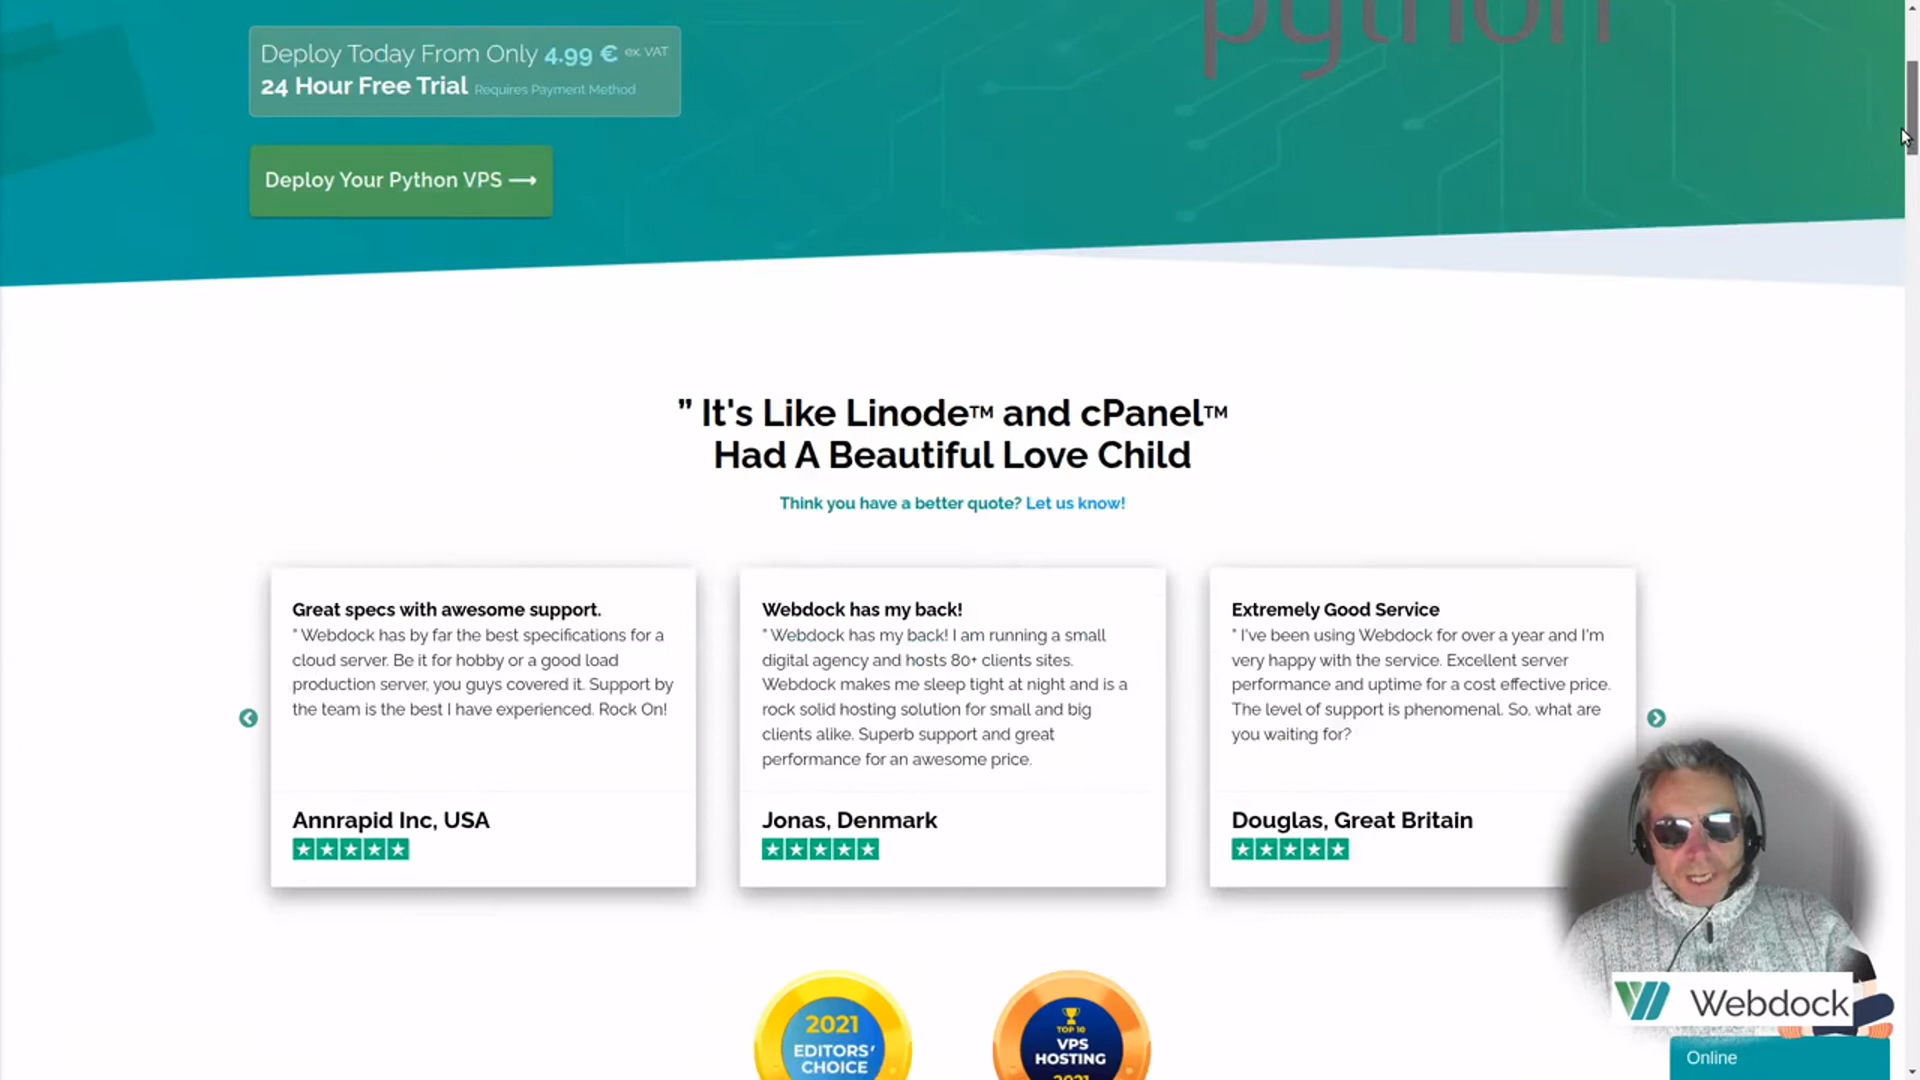 python
Deploy Today From Only 4.99 € ex. VAT
24 Hour Free Trial Requires Payment Method
Deploy Your Python VPS ⟶
" It's Like Linode™ and cPanel™
Had A Beautiful Love Child
Think you have a better quote? Let us know!
Great specs with awesome support.
" Webdock has by far the best specifications for a
cloud server. Be it for hobby or a good load
production server, you guys covered it. Support by
the team is the best I have experienced. Rock On!
Annrapid Inc, USA
Webdock has my back!
" Webdock has my back! I am running a small
digital agency and hosts 80+ clients sites.
Webdock makes me sleep tight at night and is a
rock solid hosting solution for small and big
clients alike. Superb support and great
performance for an awesome price.
Jonas, Denmark
Extremely Good Service
" I've been using Webdock for over a year and I'm
very happy with the service. Excellent server
performance and uptime for a cost effective price.
The level of support is phenomenal. So, what are
you waiting for?
Douglas, Great Britain
2021
EDITORS'
CHOICE
TOP 10
VPS
HOSTING
2021
Webdock
Online